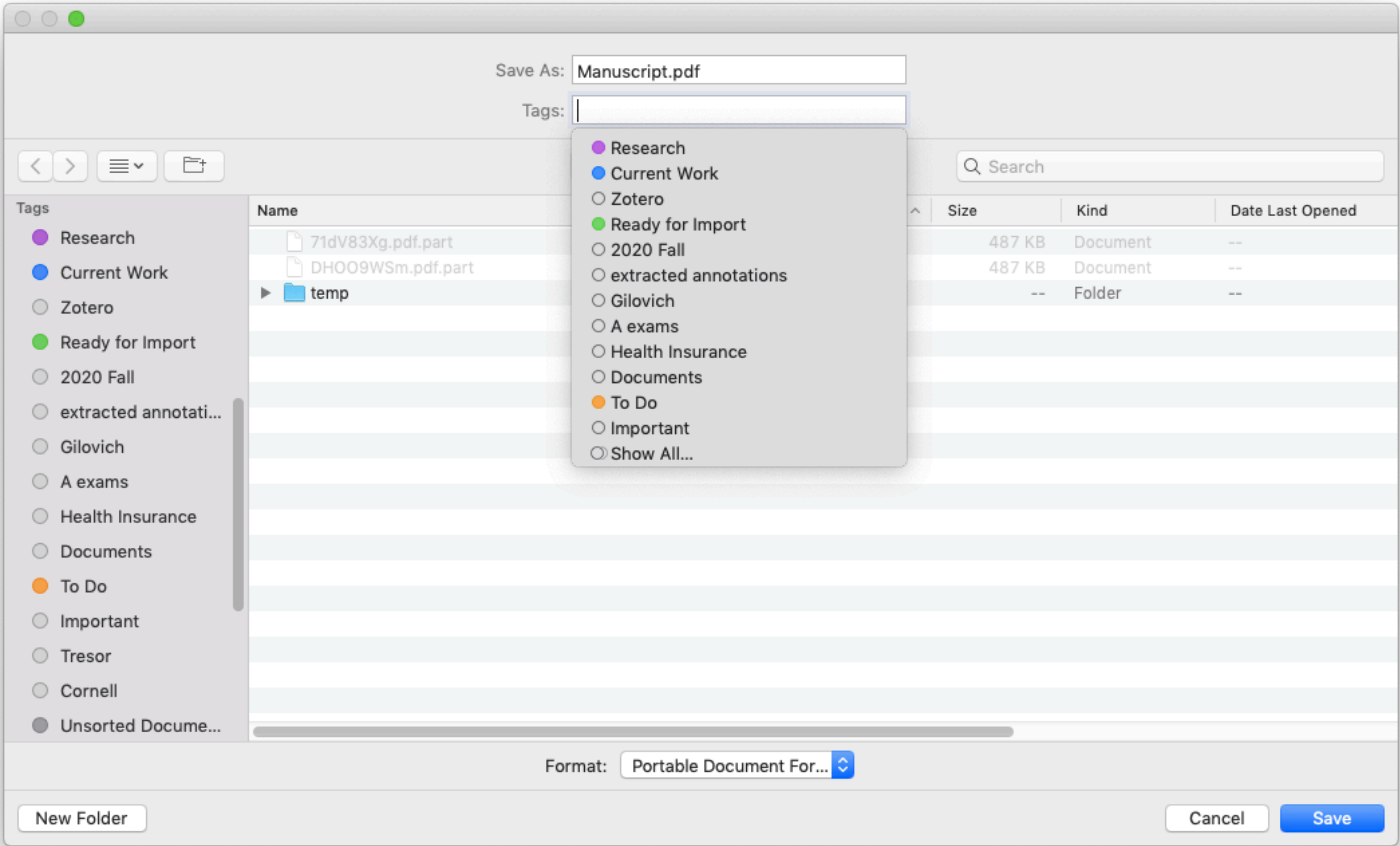 Save As: Manuscript.pdf
Tags:
Research
Current Work
Zotero
Ready for Import
2020 Fall
extracted annotations
Gilovich
A exams
Health Insurance
Documents
To Do
Important
Show All...
Search
Tags
Research
Current Work
Zotero
Ready for Import
2020 Fall
extracted annotati...
Gilovich
A exams
Health Insurance
Documents
To Do
Important
Tresor
Cornell
Unsorted Docume...
Name Size Kind Date Last Opened
71dV83Xg.pdf.part 487 KB Document --
DHOO9WSm.pdf.part 487 KB Document --
temp -- Folder --
Format: Portable Document For...
New Folder Cancel Save